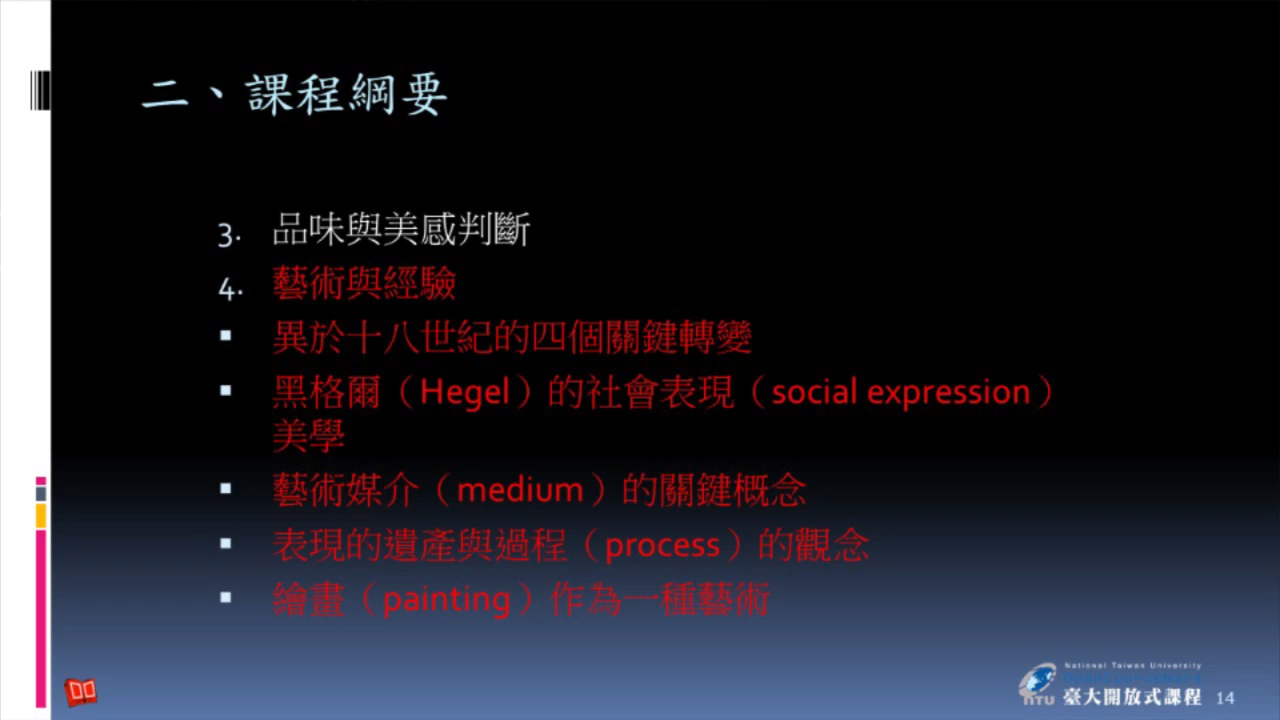 二、課程綱要
3. 品味與美感判斷
4. 藝術與經驗
▪ 異於十八世紀的四個關鍵轉變
▪ 黑格爾（Hegel）的社會表現（social expression）
美學
▪ 藝術媒介（medium）的關鍵概念
▪ 表現的遺產與過程（process）的觀念
▪ 繪畫（painting）作為一種藝術
National Taiwan University
OpenCourseWare
NTU 臺大開放式課程 14